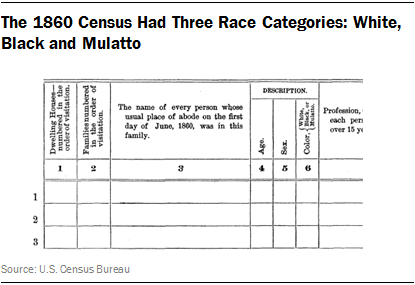 The 1860 Census Had Three Race Categories: White,
Black and Mulatto
Dwelling Houses—
numbered in the
order of visitation.
Families numbered
in the order of
visitation.
The name of every person whose
usual place of abode on the first
day of June, 1860, was in this
family.
DESCRIPTION.
Age.
Sex.
Color, { White,
Black, or
Mulatto.
Profession,
each per
over 15 y
1 2 3 4 5 6
1
2
3
Source: U.S. Census Bureau